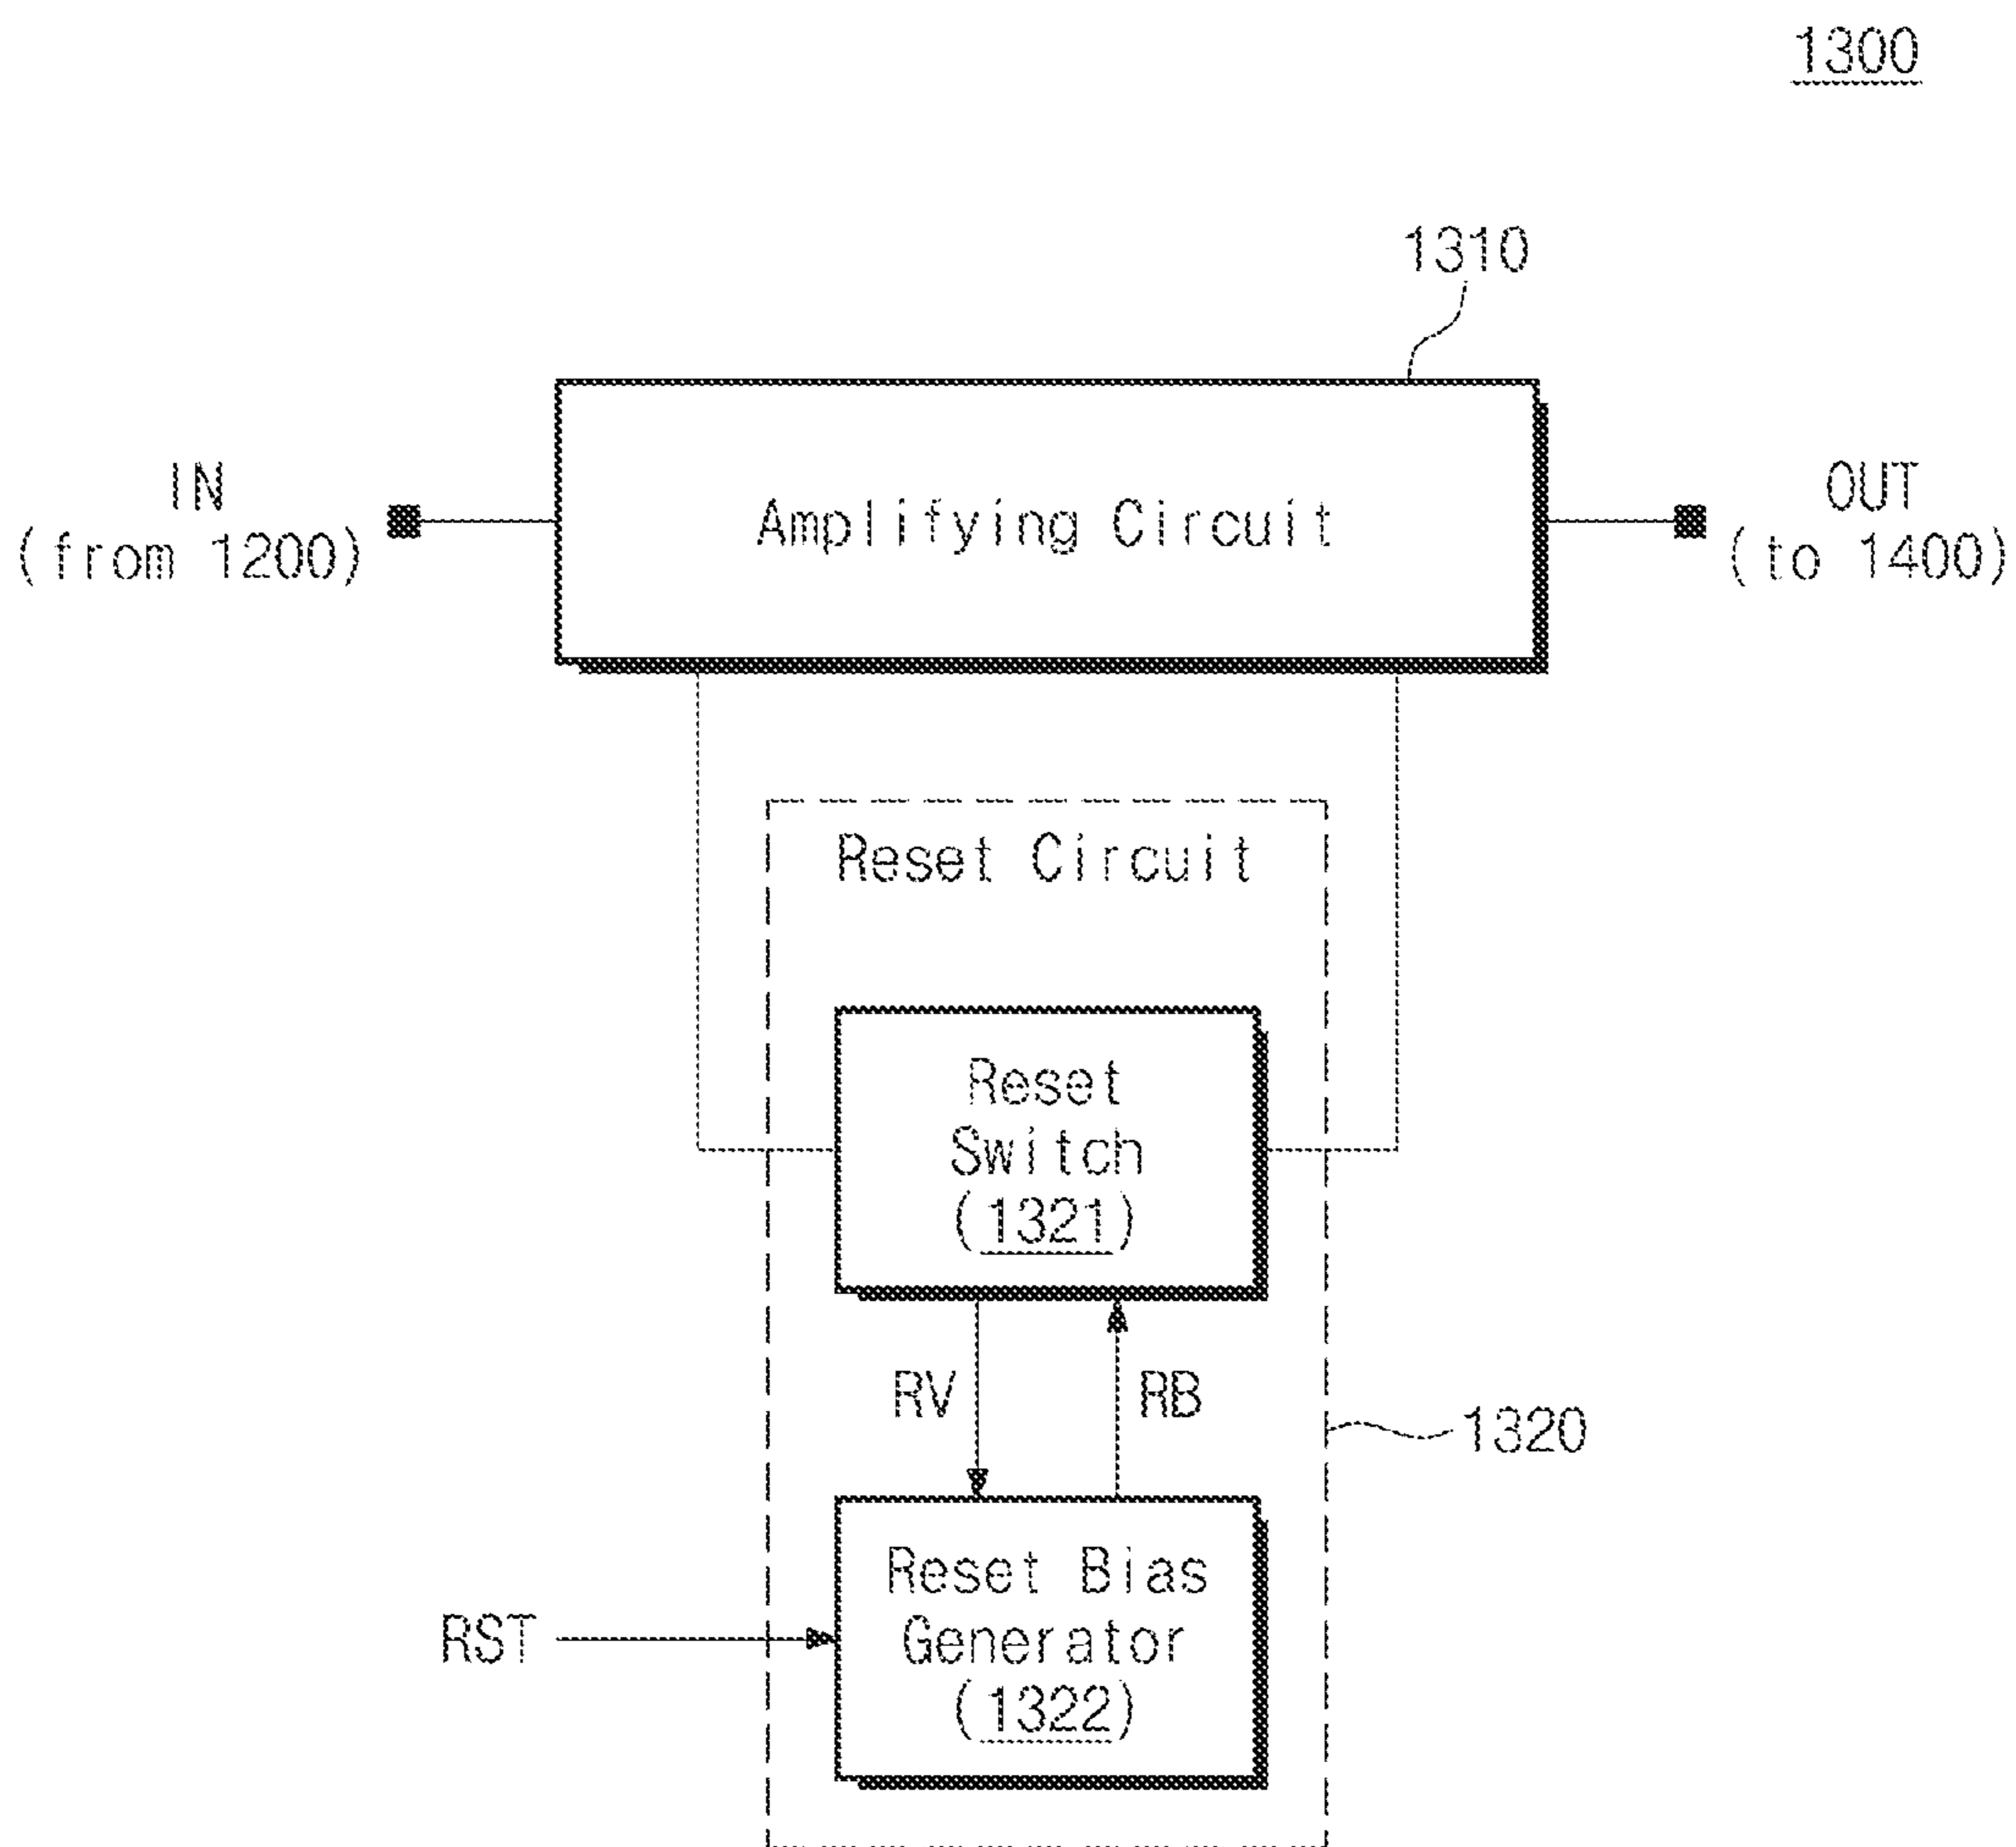 1300
1310
IN
(from 1200)
Amplifying Circuit
OUT
(to 1400)
Reset Circuit
Reset
Switch
(1321)
RV
RB
1320
Reset Bias
Generator
(1322)
RST